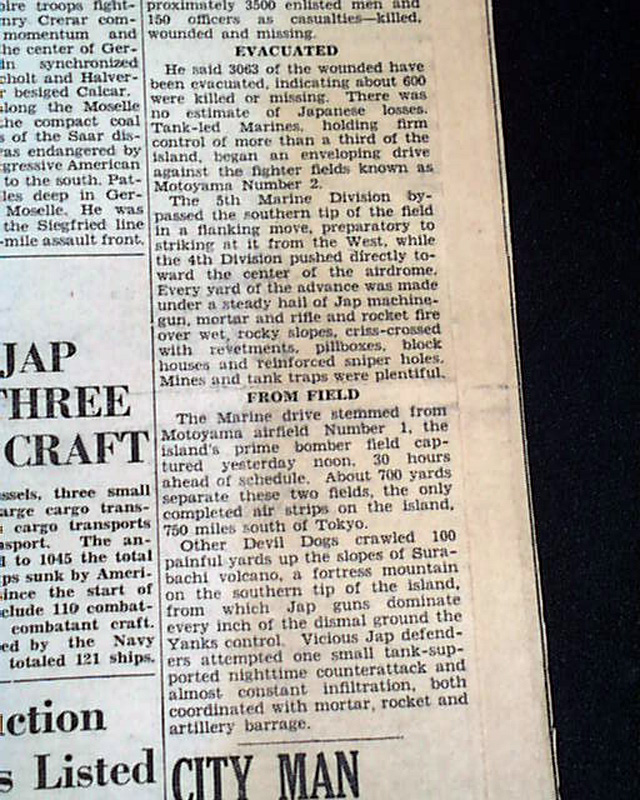 pire troops fight-
nry Crerar com-
momentum and
the center of Ger-
in synchronized
cholt and Halver-
r besiged Calcar.
along the Moselle
the compact coal
s of the Saar dis-
as endangered by
gressive American
to the south. Pat-
les deep in Ger-
Moselle. He was
the Siegfried line
-mile assault front.
JAP
THREE
CRAFT
ssels, three small
arge cargo trans-
cargo transports
nsport. The an-
d to 1045 the total
ps sunk by Ameri-
since the start of
clude 110 combat-
combatant craft.
ed by the Navy
totaled 121 ships.
ction
s Listed
proximately 3500 enlisted men and
150 officers as casualties—killed,
wounded and missing.
EVACUATED
He said 3063 of the wounded have
been evacuated, indicating about 600
were killed or missing. There was
no estimate of Japanese losses.
Tank-led Marines, holding firm
control of more than a third of the
island, began an enveloping drive
against the fighter fields known as
Motoyama Number 2.
The 5th Marine Division by-
passed the southern tip of the field
in a flanking move, preparatory to
striking at it from the West, while
the 4th Division pushed directly to-
ward the center of the airdrome.
Every yard of the advance was made
under a steady hail of Jap machine-
gun, mortar and rifle and rocket fire
over wet, rocky slopes, criss-crossed
with revetments, pillboxes, block
houses and reinforced sniper holes.
Mines and tank traps were plentiful.
FROM FIELD
The Marine drive stemmed from
Motoyama airfield Number 1, the
island's prime bomber field cap-
tured yesterday noon, 30 hours
ahead of schedule. About 700 yards
separate these two fields, the only
completed air strips on the island,
750 miles south of Tokyo.
Other Devil Dogs crawled 100
painful yards up the slopes of Sura-
bachi volcano, a fortress mountain
on the southern tip of the island,
from which Jap guns dominate
every inch of the dismal ground the
Yanks control. Vicious Jap defend-
ers attempted one small tank-sup-
ported nighttime counterattack and
almost constant infiltration, both
coordinated with mortar, rocket and
artillery barrage.
CITY MAN